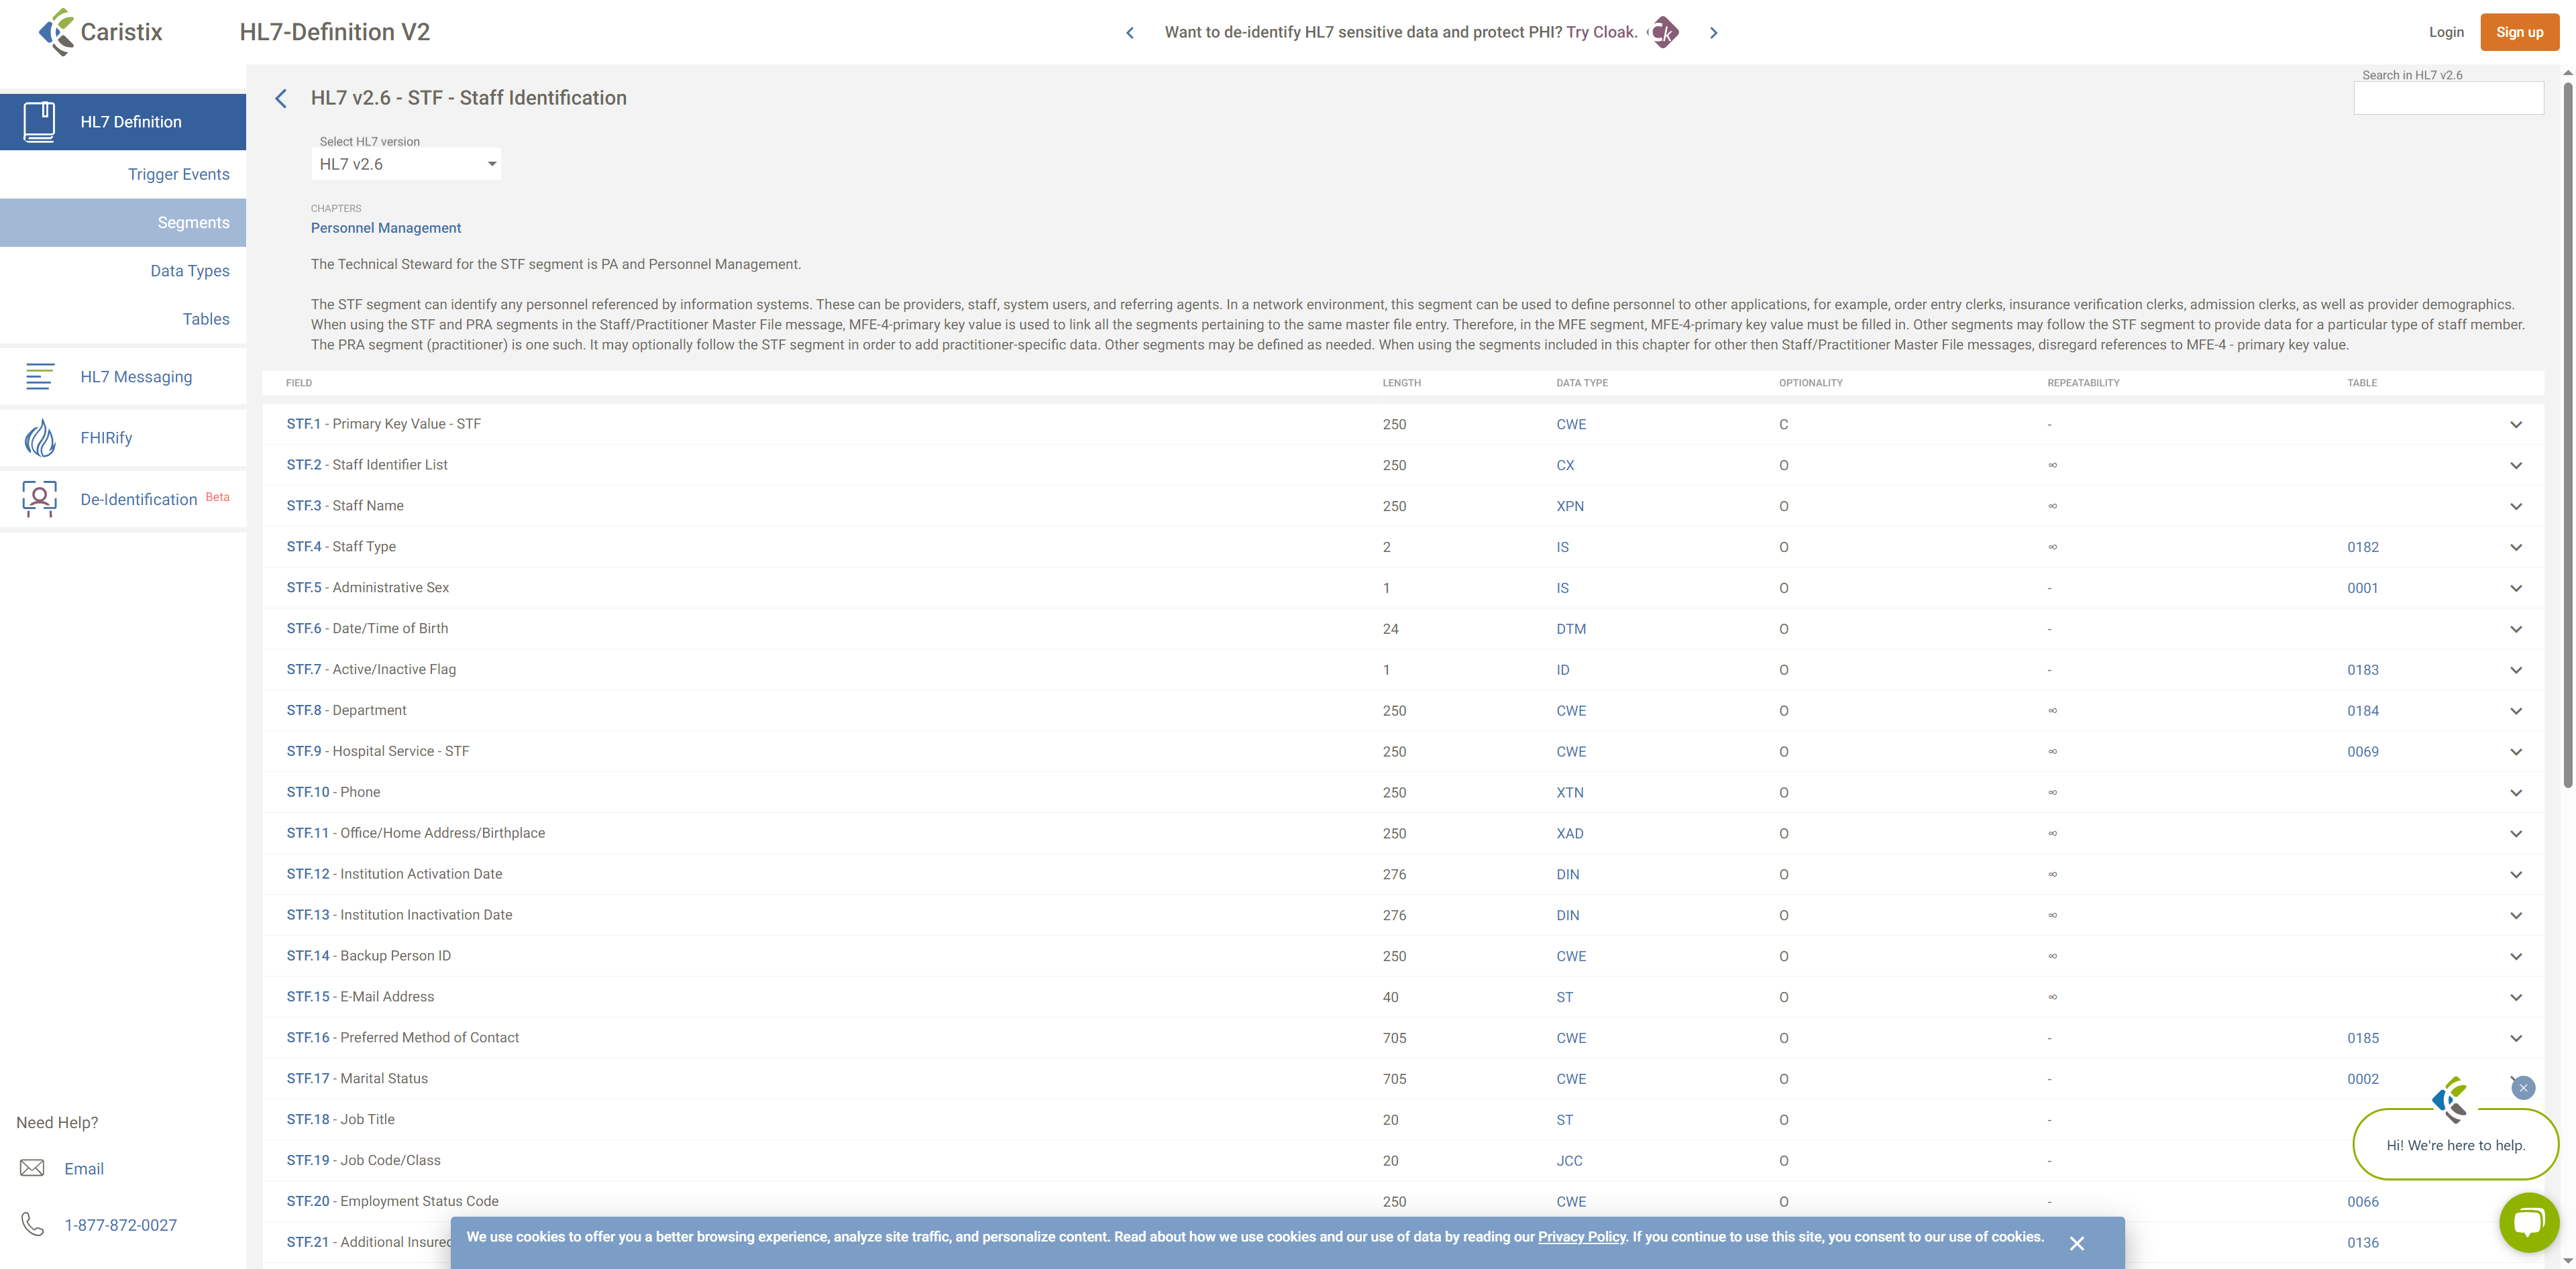 Caristix
HL7-Definition V2
Want to de-identify HL7 sensitive data and protect PHI? Try Cloak.
Ck
Login
Sign up
HL7 Definition
Trigger Events
Segments
Data Types
Tables
HL7 Messaging
FHIRify
De-Identification Beta
Need Help?
Email
1-877-872-0027
HL7 v2.6 - STF - Staff Identification
Search in HL7 v2.6
Select HL7 version
HL7 v2.6
CHAPTERS
Personnel Management
The Technical Steward for the STF segment is PA and Personnel Management.
The STF segment can identify any personnel referenced by information systems. These can be providers, staff, system users, and referring agents. In a network environment, this segment can be used to define personnel to other applications, for example, order entry clerks, insurance verification clerks, admission clerks, as well as provider demographics.
When using the STF and PRA segments in the Staff/Practitioner Master File message, MFE-4-primary key value is used to link all the segments pertaining to the same master file entry. Therefore, in the MFE segment, MFE-4-primary key value must be filled in. Other segments may follow the STF segment to provide data for a particular type of staff member.
The PRA segment (practitioner) is one such. It may optionally follow the STF segment in order to add practitioner-specific data. Other segments may be defined as needed. When using the segments included in this chapter for other then Staff/Practitioner Master File messages, disregard references to MFE-4 - primary key value.
FIELD LENGTH DATA TYPE OPTIONALITY REPEATABILITY TABLE
STF.1 - Primary Key Value - STF 250 CWE C -
STF.2 - Staff Identifier List 250 CX O ∞
STF.3 - Staff Name 250 XPN O ∞
STF.4 - Staff Type 2 IS O ∞ 0182
STF.5 - Administrative Sex 1 IS O - 0001
STF.6 - Date/Time of Birth 24 DTM O -
STF.7 - Active/Inactive Flag 1 ID O - 0183
STF.8 - Department 250 CWE O ∞ 0184
STF.9 - Hospital Service - STF 250 CWE O ∞ 0069
STF.10 - Phone 250 XTN O ∞
STF.11 - Office/Home Address/Birthplace 250 XAD O ∞
STF.12 - Institution Activation Date 276 DIN O ∞
STF.13 - Institution Inactivation Date 276 DIN O ∞
STF.14 - Backup Person ID 250 CWE O ∞
STF.15 - E-Mail Address 40 ST O ∞
STF.16 - Preferred Method of Contact 705 CWE O - 0185
STF.17 - Marital Status 705 CWE O - 0002
STF.18 - Job Title 20 ST O -
STF.19 - Job Code/Class 20 JCC O -
STF.20 - Employment Status Code 250 CWE O - 0066
STF.21 - Additional Insured 0136
Hi! We're here to help.
We use cookies to offer you a better browsing experience, analyze site traffic, and personalize content. Read about how we use cookies and our use of data by reading our Privacy Policy. If you continue to use this site, you consent to our use of cookies.